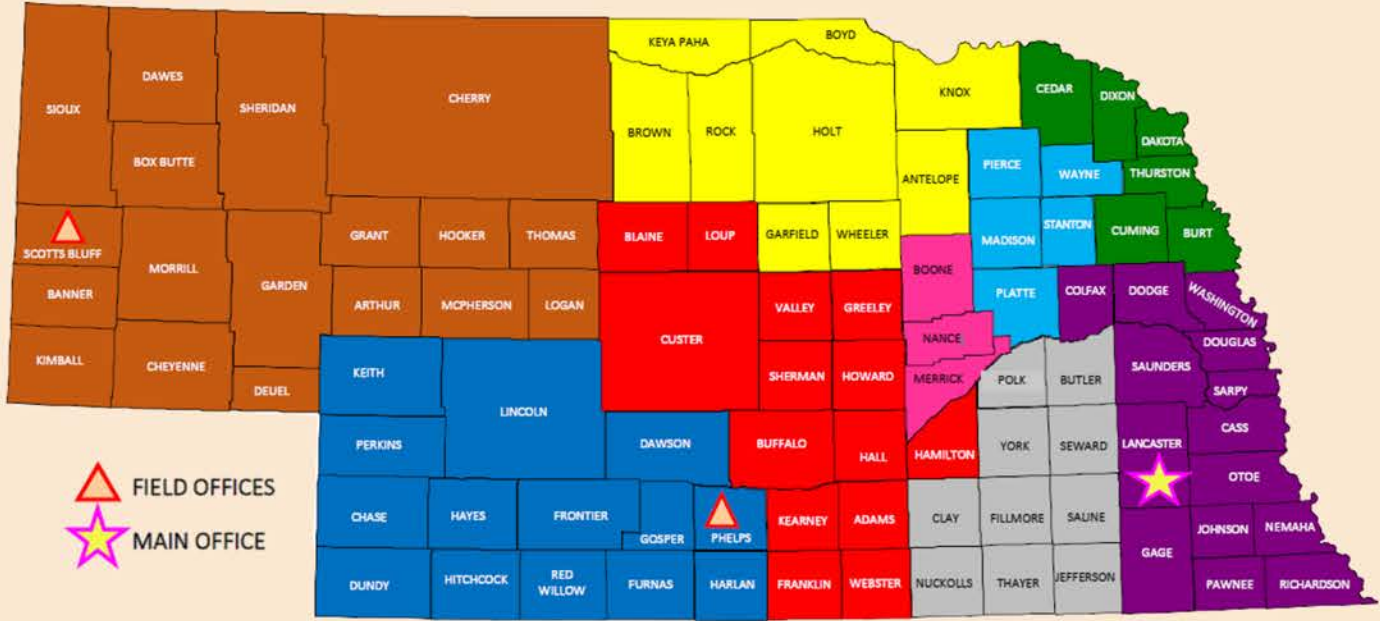 KEYA PAHA
BOYD
DAWES
SIOUX
SHERIDAN
CHERRY
KNOX
CEDAR
DIXON
BROWN
ROCK
HOLT
DAKOTA
BOX BUTTE
PIERCE
WAYNE
THURSTON
ANTELOPE
SCOTTS BLUFF
GRANT
HOOKER
THOMAS
BLAINE
LOUP
GARFIELD
WHEELER
MADISON
STANTON
CUMING
BURT
MORRILL
GARDEN
BOONE
BANNER
ARTHUR
MCPHERSON
LOGAN
VALLEY
GREELEY
PLATTE
COLFAX
DODGE
WASHINGTON
CUSTER
NANCE
DOUGLAS
KIMBALL
CHEYENNE
DEUEL
KEITH
SHERMAN
HOWARD
MERRICK
POLK
BUTLER
SAUNDERS
SARPY
LINCOLN
PERKINS
DAWSON
BUFFALO
HALL
HAMILTON
YORK
SEWARD
LANCASTER
CASS
OTOE
FIELD OFFICES
MAIN OFFICE
CHASE
HAYES
FRONTIER
GOSPER
PHELPS
KEARNEY
ADAMS
CLAY
FILLMORE
SALINE
GAGE
JOHNSON
NEMAHA
DUNDY
HITCHCOCK
RED
WILLOW
FURNAS
HARLAN
FRANKLIN
WEBSTER
NUCKOLLS
THAYER
JEFFERSON
PAWNEE
RICHARDSON